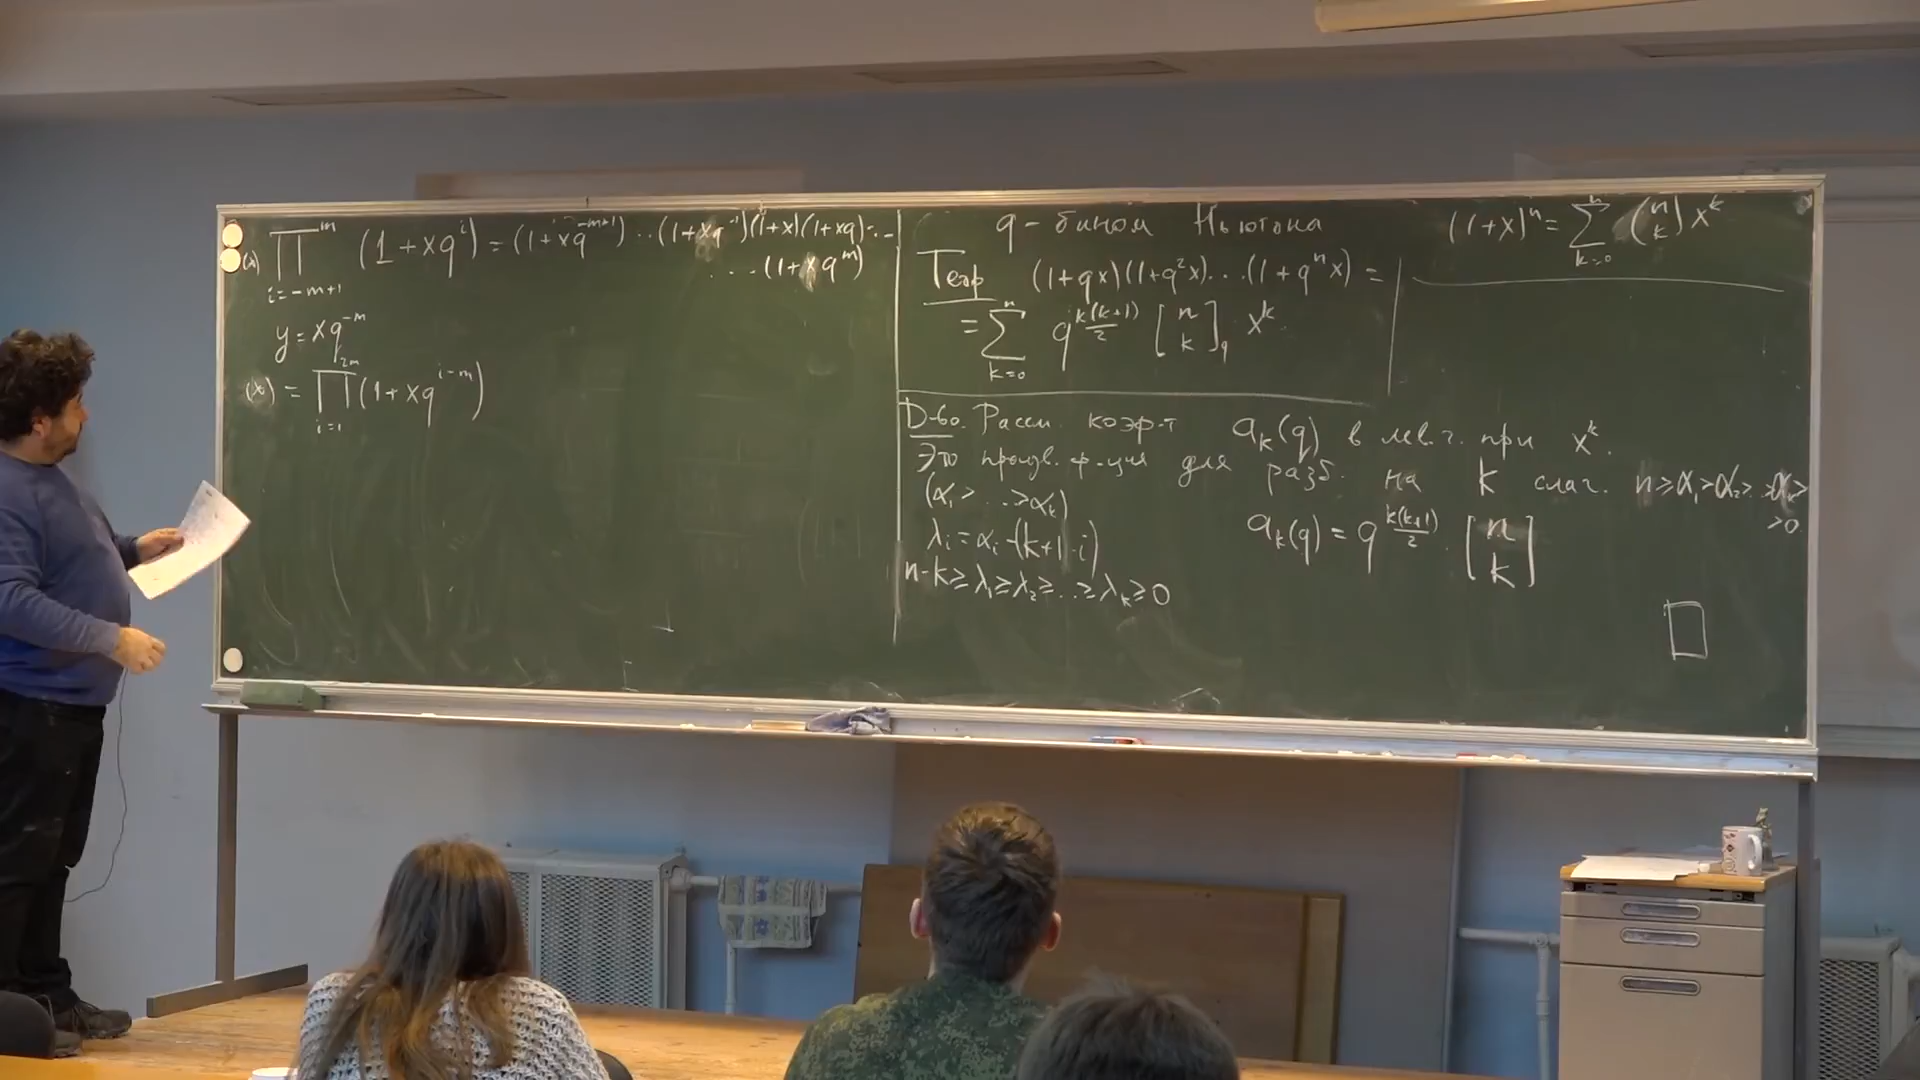 (*) ∏_{i=-m+1}^{m} (1+xq^i) = (1+xq^{-m+1})··(1+xq^{-1})(1+x)(1+xq)···
....(1+xq^m)
y = xq^{-m}
(*) = ∏_{i=1}^{2m} (1+xq^{i-m})
q-бином Ньютона
Теор (1+qx)(1+q^2x)...(1+q^nx) =
= ∑_{k=0}^{n} q^{\frac{k(k+1)}{2}} [n k]_q x^k
Д-во. Рассм. коэф-т a_k(q) в лев. ч. при x^k.
Это произв. ф-ция для разб. на k слаг. n ≥ α_1 > α_2 > ... α_k >
> 0.
(α_1 > ... > α_k)
λ_i = α_i - (k+1-i)
n-k ≥ λ_1 ≥ λ_2 ≥ ... ≥ λ_k ≥ 0
a_k(q) = q^{\frac{k(k+1)}{2}} · [n k]
(1+x)^n = ∑_{k=0}^{n} (n k) x^k